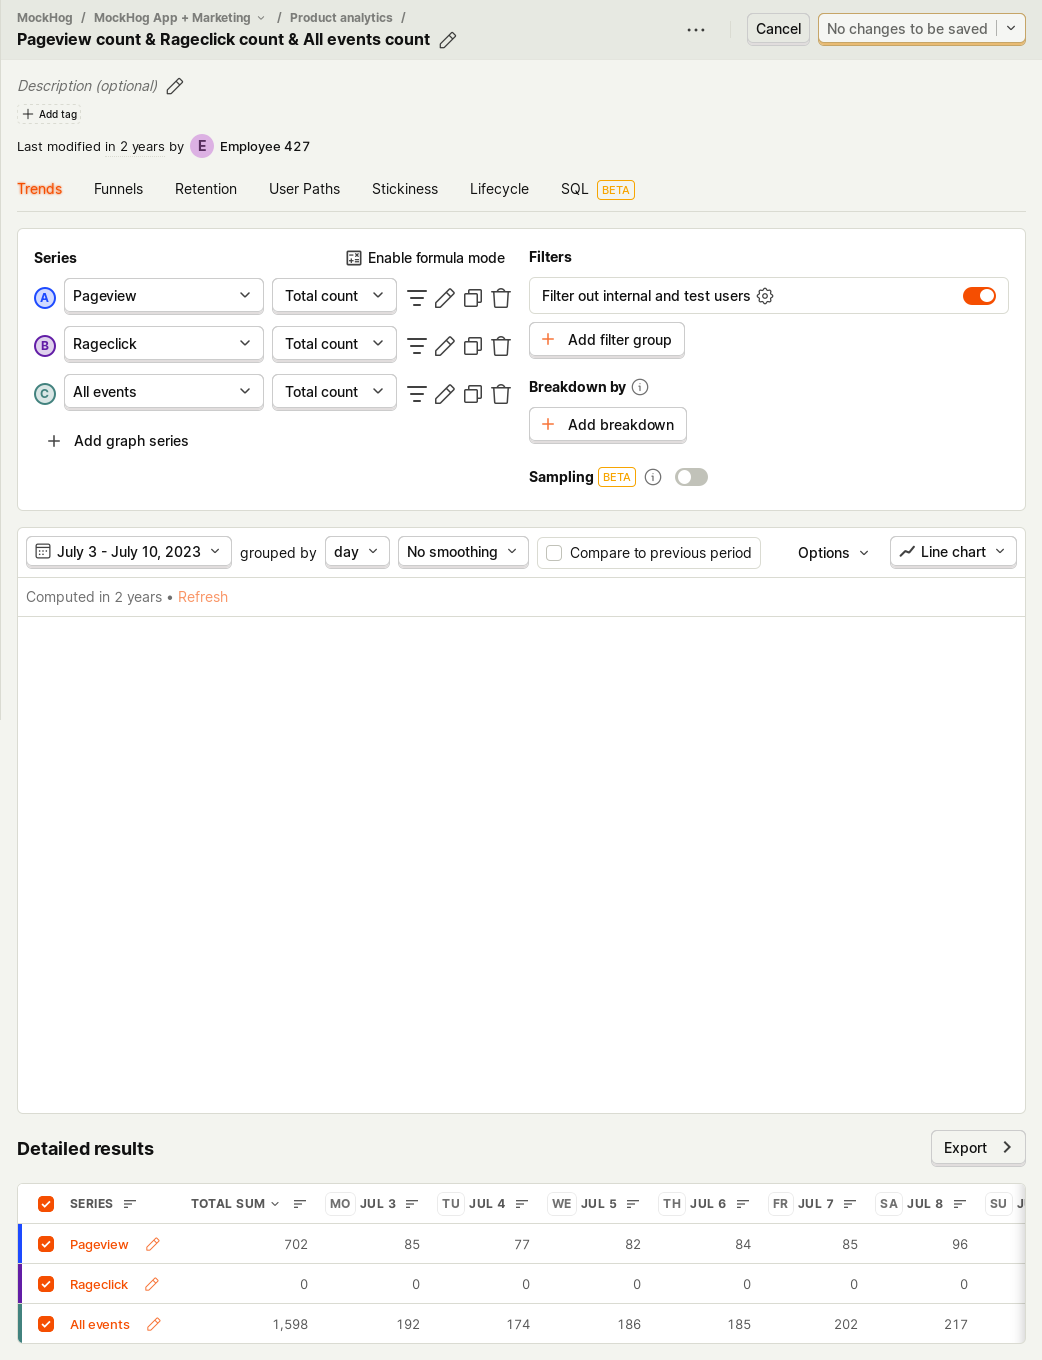 MockHog / MockHog App + Marketing / Product analytics /
Pageview count & Rageclick count & All events count
Cancel
No changes to be saved
Description (optional)
Add tag
Last modified in 2 years by E Employee 427
Trends Funnels Retention User Paths Stickiness Lifecycle SQL BETA
Series
Enable formula mode
A Pageview Total count
B Rageclick Total count
C All events Total count
Add graph series
Filters
Filter out internal and test users
Add filter group
Breakdown by
Add breakdown
Sampling BETA
July 3 - July 10, 2023 grouped by day No smoothing Compare to previous period Options Line chart
Computed in 2 years • Refresh
Detailed results
Export
SERIES TOTAL SUM MO JUL 3 TU JUL 4 WE JUL 5 TH JUL 6 FR JUL 7 SA JUL 8 SU
Pageview 702 85 77 82 84 85 96
Rageclick 0 0 0 0 0 0 0
All events 1,598 192 174 186 185 202 217